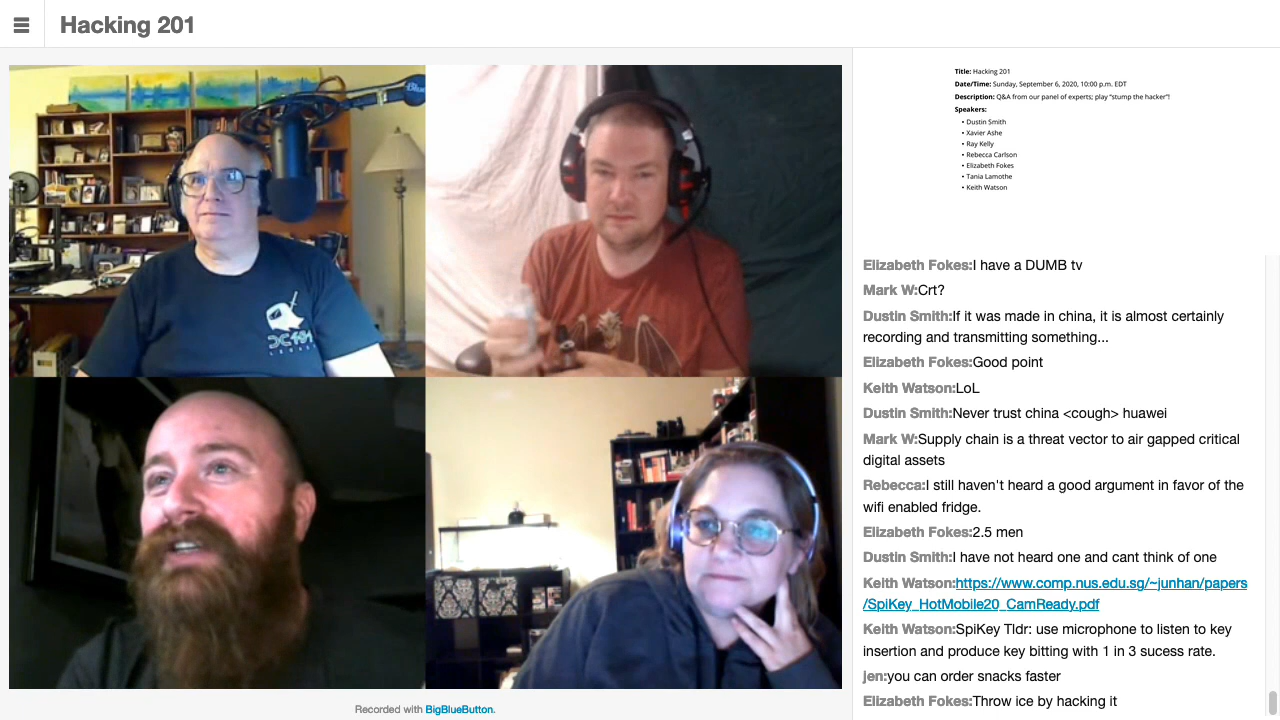 Hacking 201
Blue
DC404
Title: Hacking 201
Date/Time: Sunday, September 6, 2020, 10:00 p.m. EDT
Description: Q&A from our panel of experts; play "stump the hacker"!
Speakers:
• Dustin Smith
• Xavier Ashe
• Ray Kelly
• Rebecca Carlson
• Elizabeth Fokes
• Tania Lamothe
• Keith Watson
Elizabeth Fokes:I have a DUMB tv
Mark W:Crt?
Dustin Smith:If it was made in china, it is almost certainly
recording and transmitting something...
Elizabeth Fokes:Good point
Keith Watson:LoL
Dustin Smith:Never trust china <cough> huawei
Mark W:Supply chain is a threat vector to air gapped critical
digital assets
Rebecca:I still haven't heard a good argument in favor of the
wifi enabled fridge.
Elizabeth Fokes:2.5 men
Dustin Smith:I have not heard one and cant think of one
Keith Watson:https://www.comp.nus.edu.sg/~junhan/papers
/SpiKey_HotMobile20_CamReady.pdf
Keith Watson:SpiKey Tldr: use microphone to listen to key
insertion and produce key bitting with 1 in 3 sucess rate.
jen:you can order snacks faster
Elizabeth Fokes:Throw ice by hacking it
Recorded with BigBlueButton.